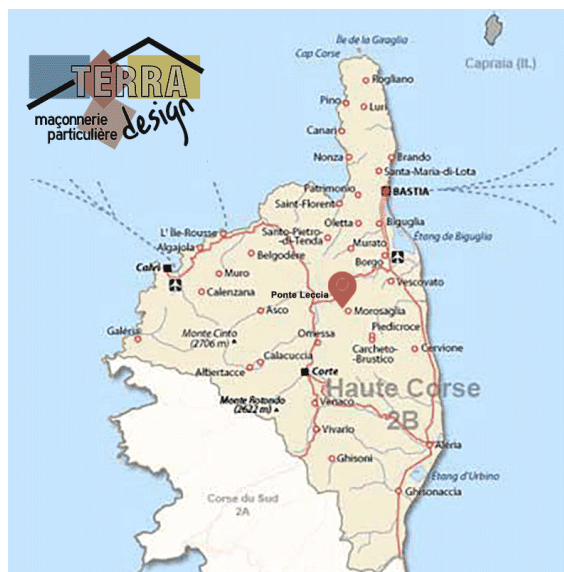 Île de la Giraglia
Cap Corse
Capraia (It.)
TERRA
design
maçonnerie
particulière
Rogliano
Pino
Luri
Canari
Nonza
Brando
Santa-Maria-di-Lota
Patrimonio
BASTIA
Saint-Florent
Oletta
Biguglia
L' Île-Rousse
Santo-Pietro-
di-Tenda
Étang de Biguglia
Algajola
Murato
Belgodère
Borgo
Calvi
Muro
Vescovato
Calenzana
Ponte Leccia
Asco
Morosaglia
Monte Cinto
(2706 m)
Piedicroce
Galéria
Omessa
Carcheto-
Brustico
Cervione
Calacuccia
Albertacce
Corte
Haute Corse
2B
Monte Rotondo
(2622 m)
Venaco
Vivario
Aléria
Ghisoni
Étang d'Urbino
Ghisonaccia
Corse du Sud
2A